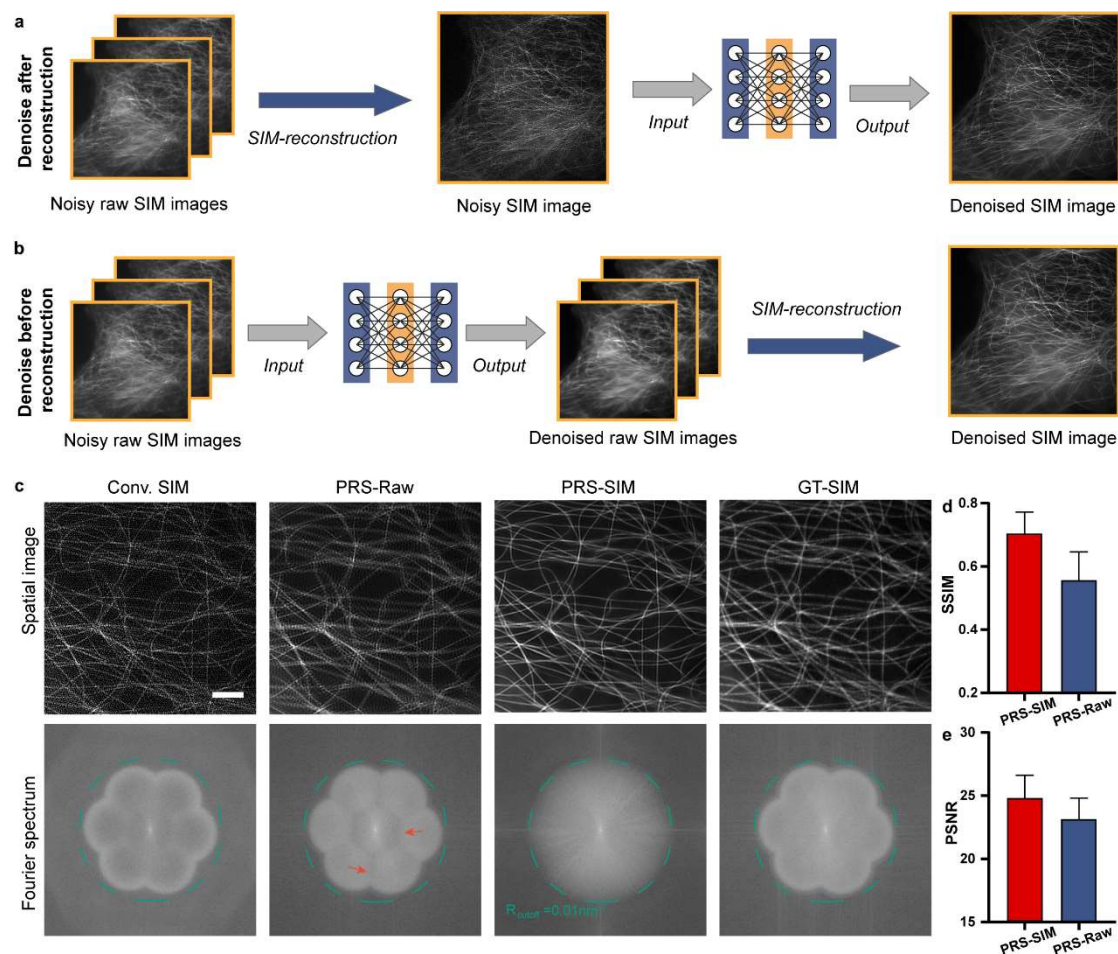 a
Denoise after
reconstruction
SIM-reconstruction
Input
Output
Noisy raw SIM images
Noisy SIM image
Denoised SIM image
b
Denoise before
reconstruction
Input
Output
SIM-reconstruction
Noisy raw SIM images
Denoised raw SIM images
Denoised SIM image
c
Conv. SIM
PRS-Raw
PRS-SIM
GT-SIM
Spatial image
Fourier spectrum
Rcutoff =0.01nm
d
SSIM
0.8
0.6
0.4
0.2
PRS-SIM
PRS-Raw
e
PSNR
30
25
20
15
PRS-SIM
PRS-Raw